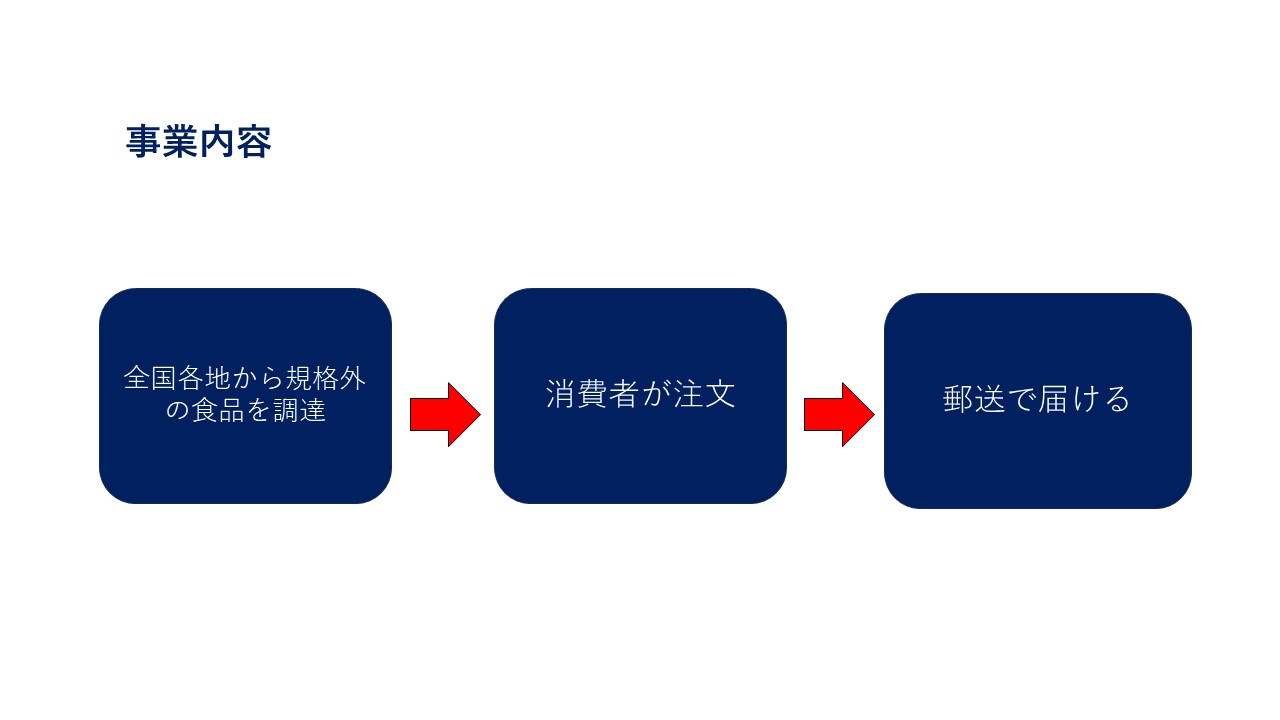 事業内容
全国各地から規格外
の食品を調達
消費者が注文
郵送で届ける